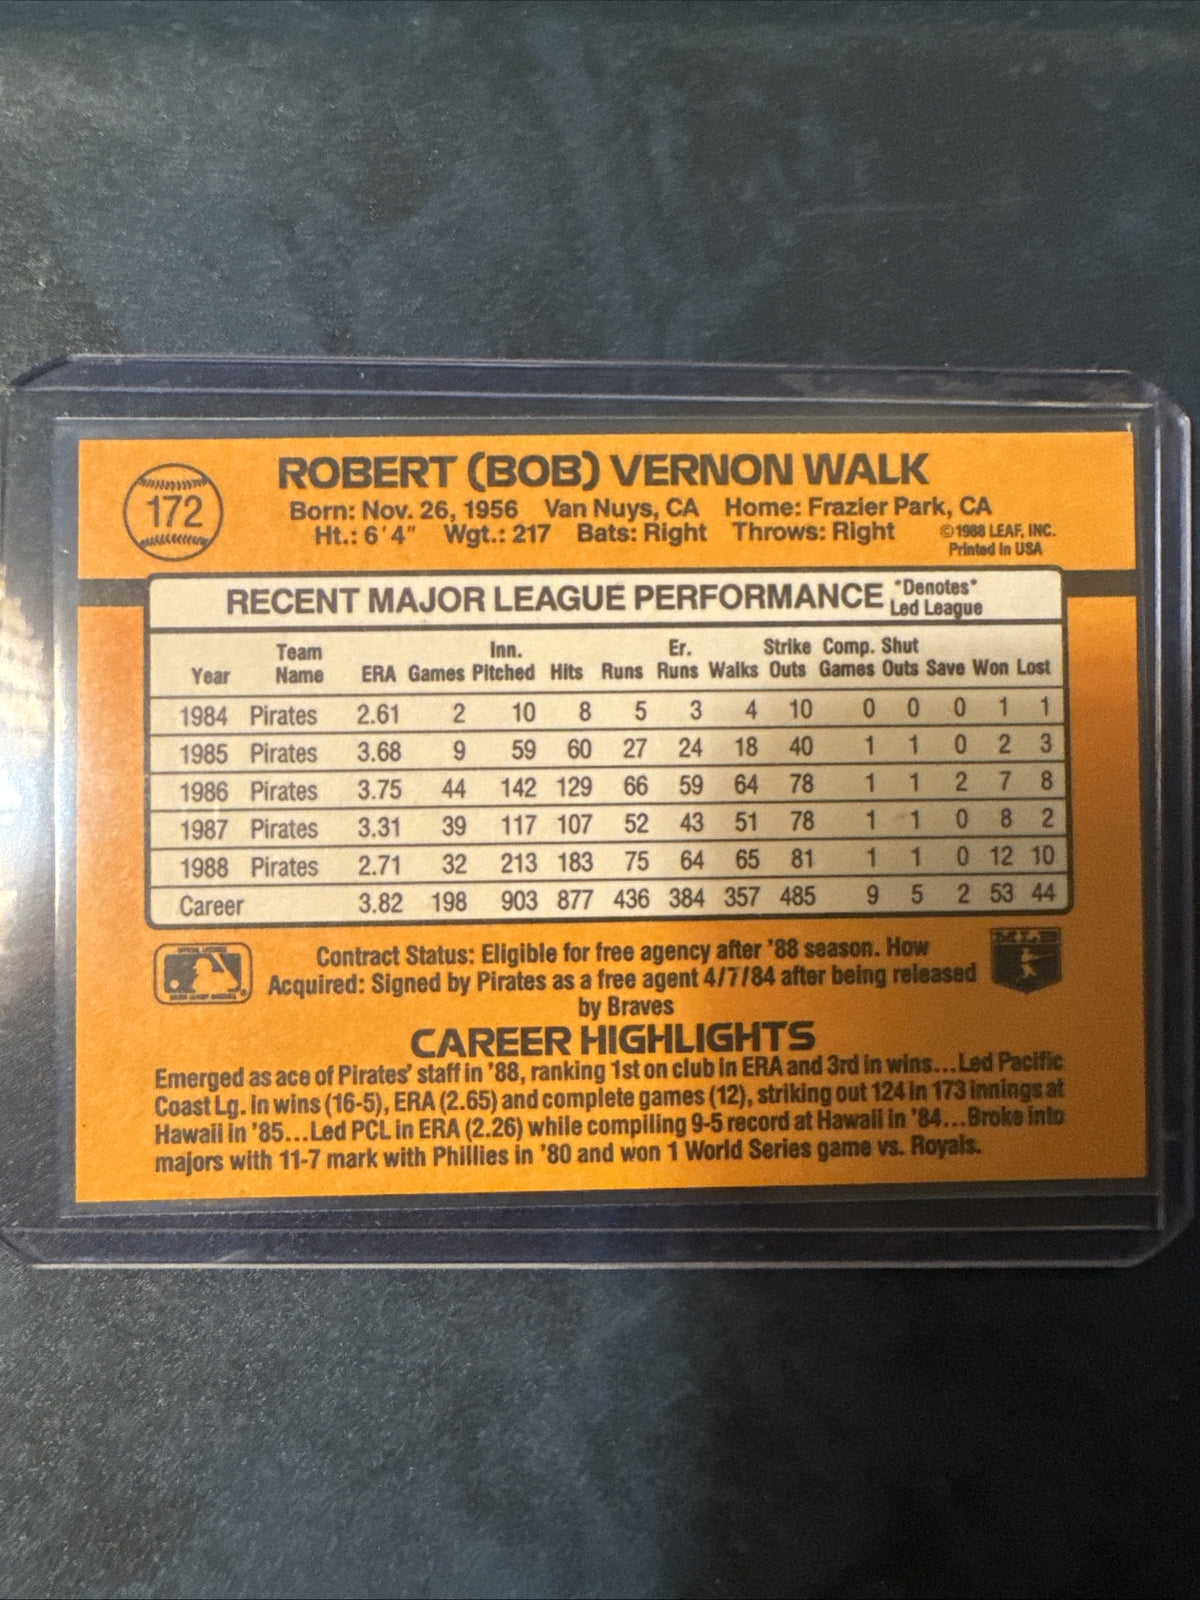 172
ROBERT (BOB) VERNON WALK
Born: Nov. 26, 1956 Van Nuys, CA Home: Frazier Park, CA
Ht.: 6'4" Wgt.: 217 Bats: Right Throws: Right
©1988 LEAF, INC.
Printed In USA
RECENT MAJOR LEAGUE PERFORMANCE *Denotes* Led League
Year Team Name ERA Games Inn. Pitched Hits Runs Er. Runs Walks Strike Outs Comp. Games Shut Outs Save Won Lost
1984 Pirates 2.61 2 10 8 5 3 4 10 0 0 0 1 1
1985 Pirates 3.68 9 59 60 27 24 18 40 1 1 0 2 3
1986 Pirates 3.75 44 142 129 66 59 64 78 1 1 2 7 8
1987 Pirates 3.31 39 117 107 52 43 51 78 1 1 0 8 2
1988 Pirates 2.71 32 213 183 75 64 65 81 1 1 0 12 10
Career 3.82 198 903 877 436 384 357 485 9 5 2 53 44
Contract Status: Eligible for free agency after '88 season. How
Acquired: Signed by Pirates as a free agent 4/7/84 after being released
by Braves
CAREER HIGHLIGHTS
Emerged as ace of Pirates' staff in '88, ranking 1st on club in ERA and 3rd in wins...Led Pacific
Coast Lg. in wins (16-5), ERA (2.65) and complete games (12), striking out 124 in 173 innings at
Hawaii in '85...Led PCL in ERA (2.26) while compiling 9-5 record at Hawaii in '84...Broke into
majors with 11-7 mark with Phillies in '80 and won 1 World Series game vs. Royals.